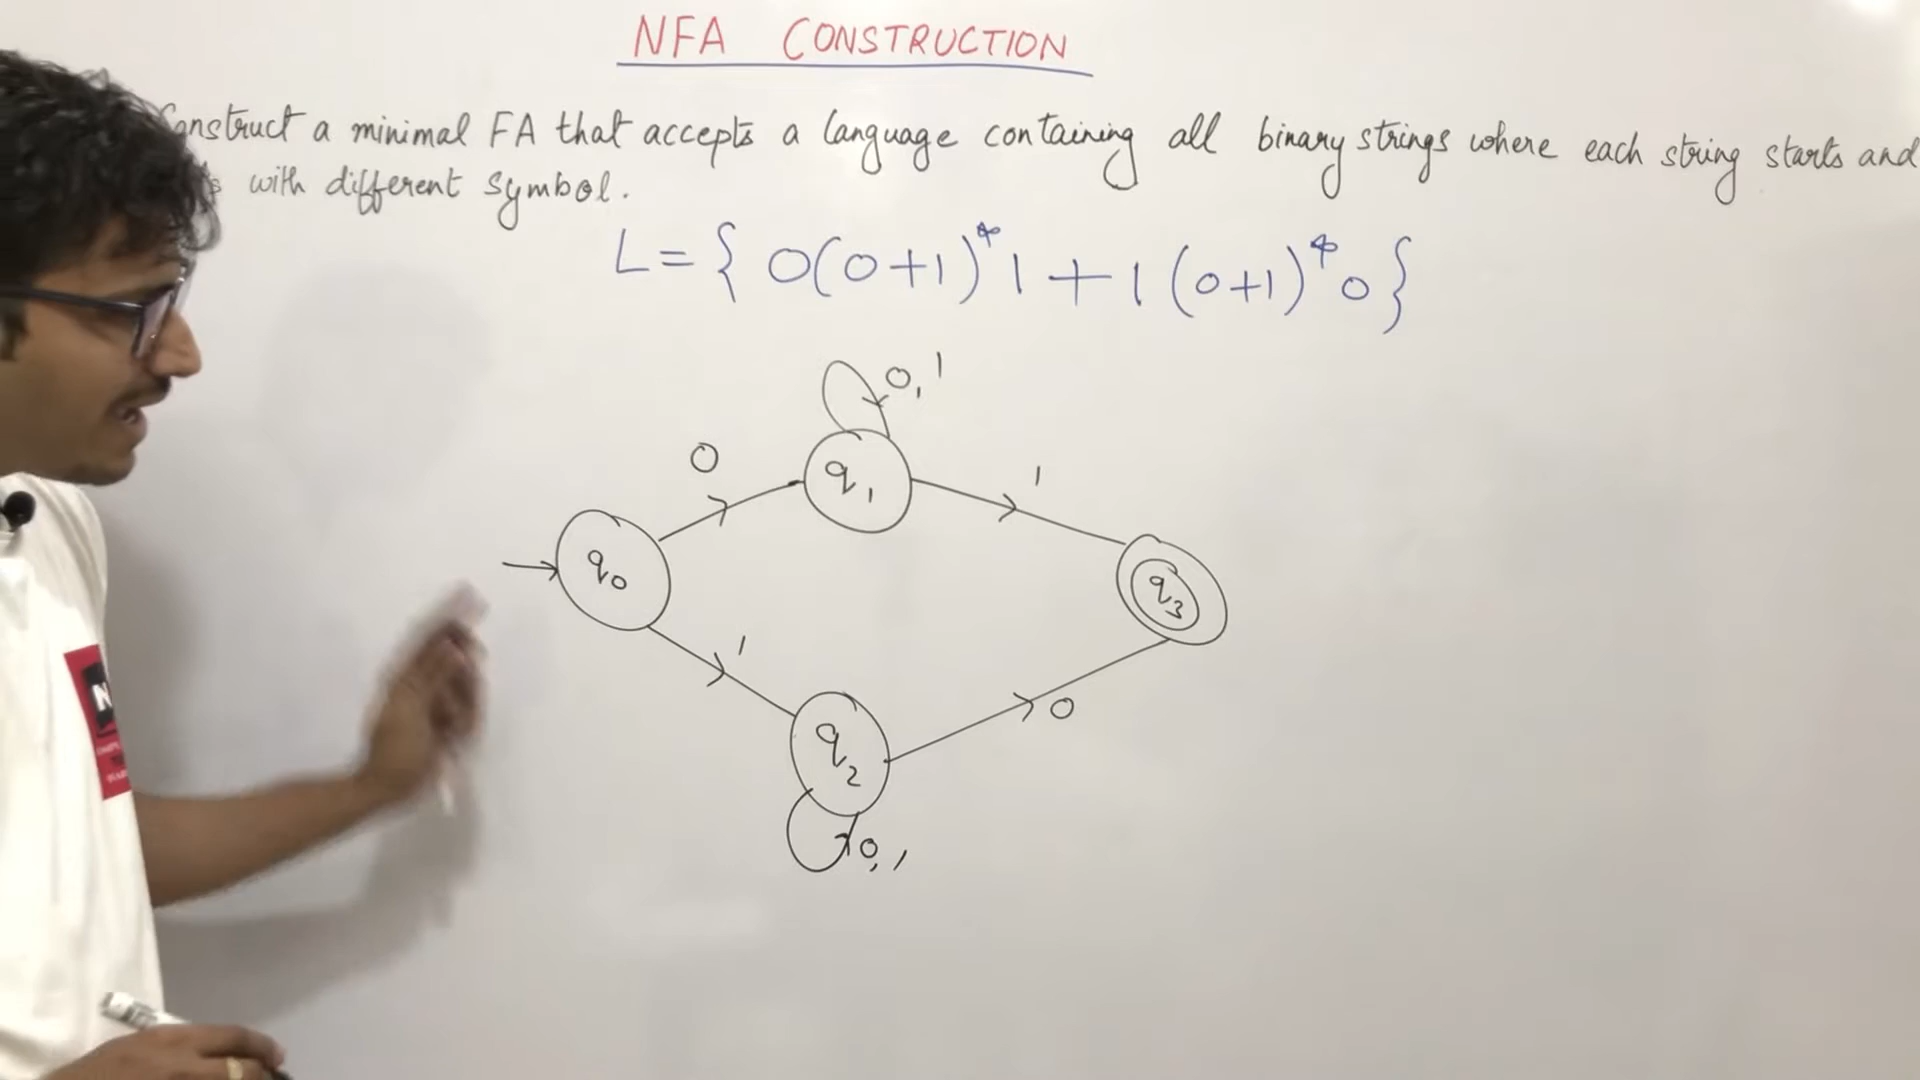 NFA CONSTRUCTION
Construct a minimal FA that accepts a language containing all binary strings where each string starts and
with different symbol.
L = { 0(0+1)*1 + 1(0+1)*0 }
0, 1
0
q1
1
q0
q3
1
0
q2
0, 1